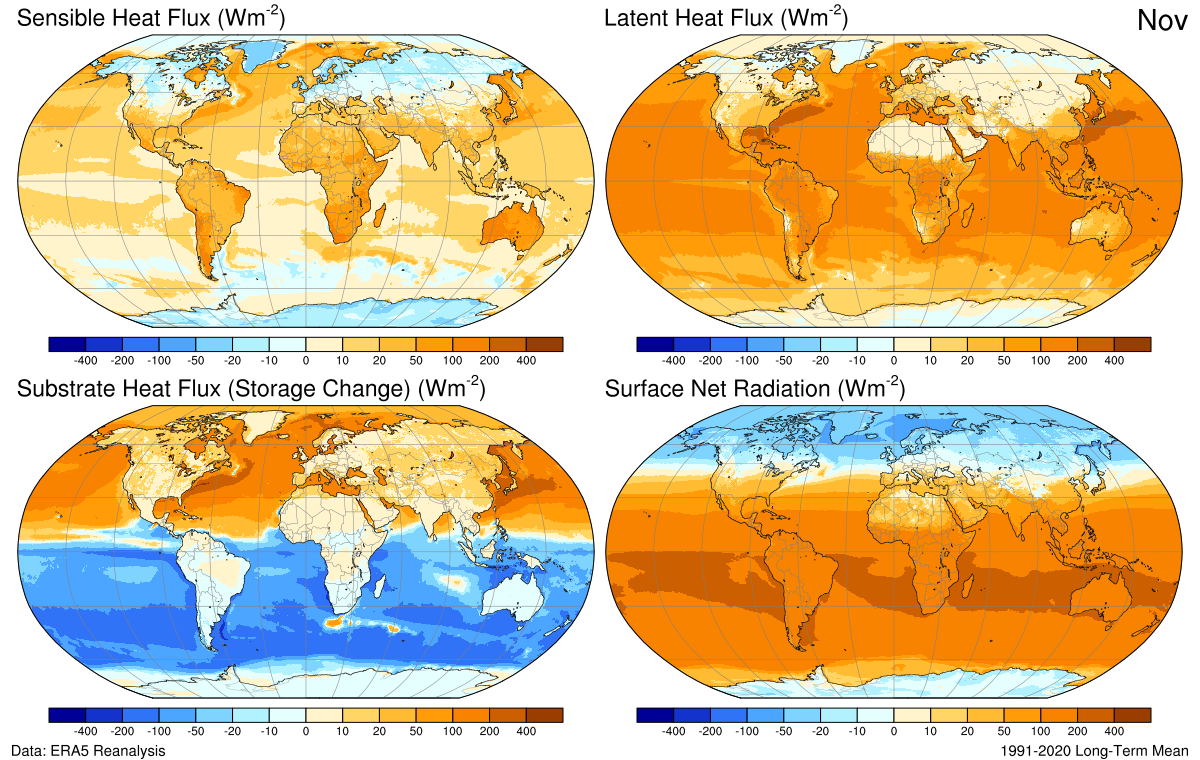 Sensible Heat Flux (Wm-2)
Latent Heat Flux (Wm-2)
Nov
-400 -200 -100 -50 -20 -10 0 10 20 50 100 200 400
-400 -200 -100 -50 -20 -10 0 10 20 50 100 200 400
Substrate Heat Flux (Storage Change) (Wm-2)
Surface Net Radiation (Wm-2)
-400 -200 -100 -50 -20 -10 0 10 20 50 100 200 400
-400 -200 -100 -50 -20 -10 0 10 20 50 100 200 400
Data: ERA5 Reanalysis
1991-2020 Long-Term Mean